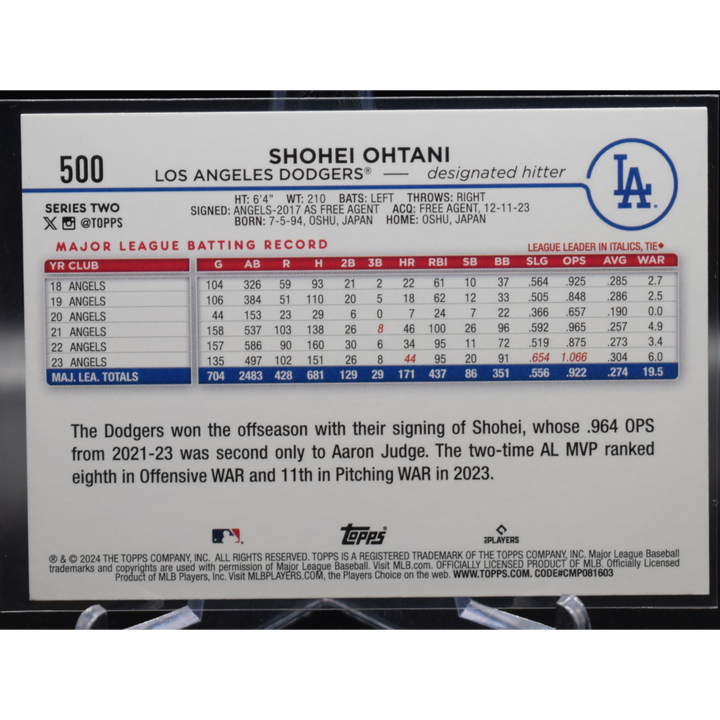 500
SHOHEI OHTANI
LOS ANGELES DODGERS® — designated hitter
LA
SERIES TWO
@TOPPS
HT: 6'4" WT: 210 BATS: LEFT THROWS: RIGHT
SIGNED: ANGELS-2017 AS FREE AGENT ACQ: FREE AGENT, 12-11-23
BORN: 7-5-94, OSHU, JAPAN HOME: OSHU, JAPAN
MAJOR LEAGUE BATTING RECORD
LEAGUE LEADER IN ITALICS, TIE♦
YR CLUB G AB R H 2B 3B HR RBI SB BB SLG OPS AVG WAR
18 ANGELS 104 326 59 93 21 2 22 61 10 37 .564 .925 .285 2.7
19 ANGELS 106 384 51 110 20 5 18 62 12 33 .505 .848 .286 2.5
20 ANGELS 44 153 23 29 6 0 7 24 7 22 .366 .657 .190 0.0
21 ANGELS 158 537 103 138 26 8 46 100 26 96 .592 .965 .257 4.9
22 ANGELS 157 586 90 160 30 6 34 95 11 72 .519 .875 .273 3.4
23 ANGELS 135 497 102 151 26 8 44 95 20 91 .654 1.066 .304 6.0
MAJ. LEA. TOTALS 704 2483 428 681 129 29 171 437 86 351 .556 .922 .274 19.5
The Dodgers won the offseason with their signing of Shohei, whose .964 OPS
from 2021-23 was second only to Aaron Judge. The two-time AL MVP ranked
eighth in Offensive WAR and 11th in Pitching WAR in 2023.
Topps PLAYERS
® & © 2024 THE TOPPS COMPANY, INC. ALL RIGHTS RESERVED. TOPPS IS A REGISTERED TRADEMARK OF THE TOPPS COMPANY, INC. Major League Baseball
trademarks and copyrights are used with permission of Major League Baseball. Visit MLB.com. OFFICIALLY LICENSED PRODUCT OF MLB. Officially Licensed
Product of MLB Players, Inc. Visit MLBPLAYERS.COM, the Players Choice on the web. WWW.TOPPS.COM. CODE#CMP081603